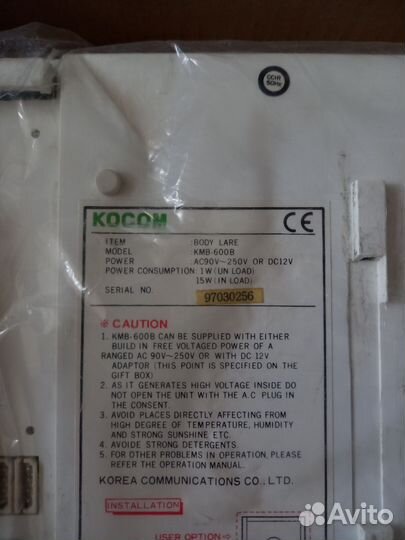 CCIR
50Hz
KOCOM CE
ITEM : BODY LARE
MODEL : KMB-600B
POWER : AC90V~250V OR DC12V
POWER CONSUMPTION : 1W (UN LOAD)
15W (IN LOAD)
SERIAL NO. 97030256
※ CAUTION
1. KMB-600B CAN BE SUPPLIED WITH EITHER
BUILD IN FREE VOLTAGED POWER OF A
RANGED AC 90V~250V OR WITH DC 12V
ADAPTOR (THIS POINT IS SPECIFIED ON THE
GIFT BOX)
2. AS IT GENERATES HIGH VOLTAGE INSIDE DO
NOT OPEN THE UNIT WITH THE A.C PLUG IN
THE CONSENT.
3. AVOID PLACES DIRECTLY AFFECTING FROM
HIGH DEGREE OF TEMPERATURE, HUMIDITY
AND STRONG SUNSHINE ETC.
4. AVOIDE STRONG DETERGENTS.
5. FOR OTHER PROBLEMS IN OPERATION, PLEASE
REFER THE OPERATION MANUAL.
KOREA COMMUNICATIONS CO., LTD.
INSTALLATION
USER OPTION
Avito